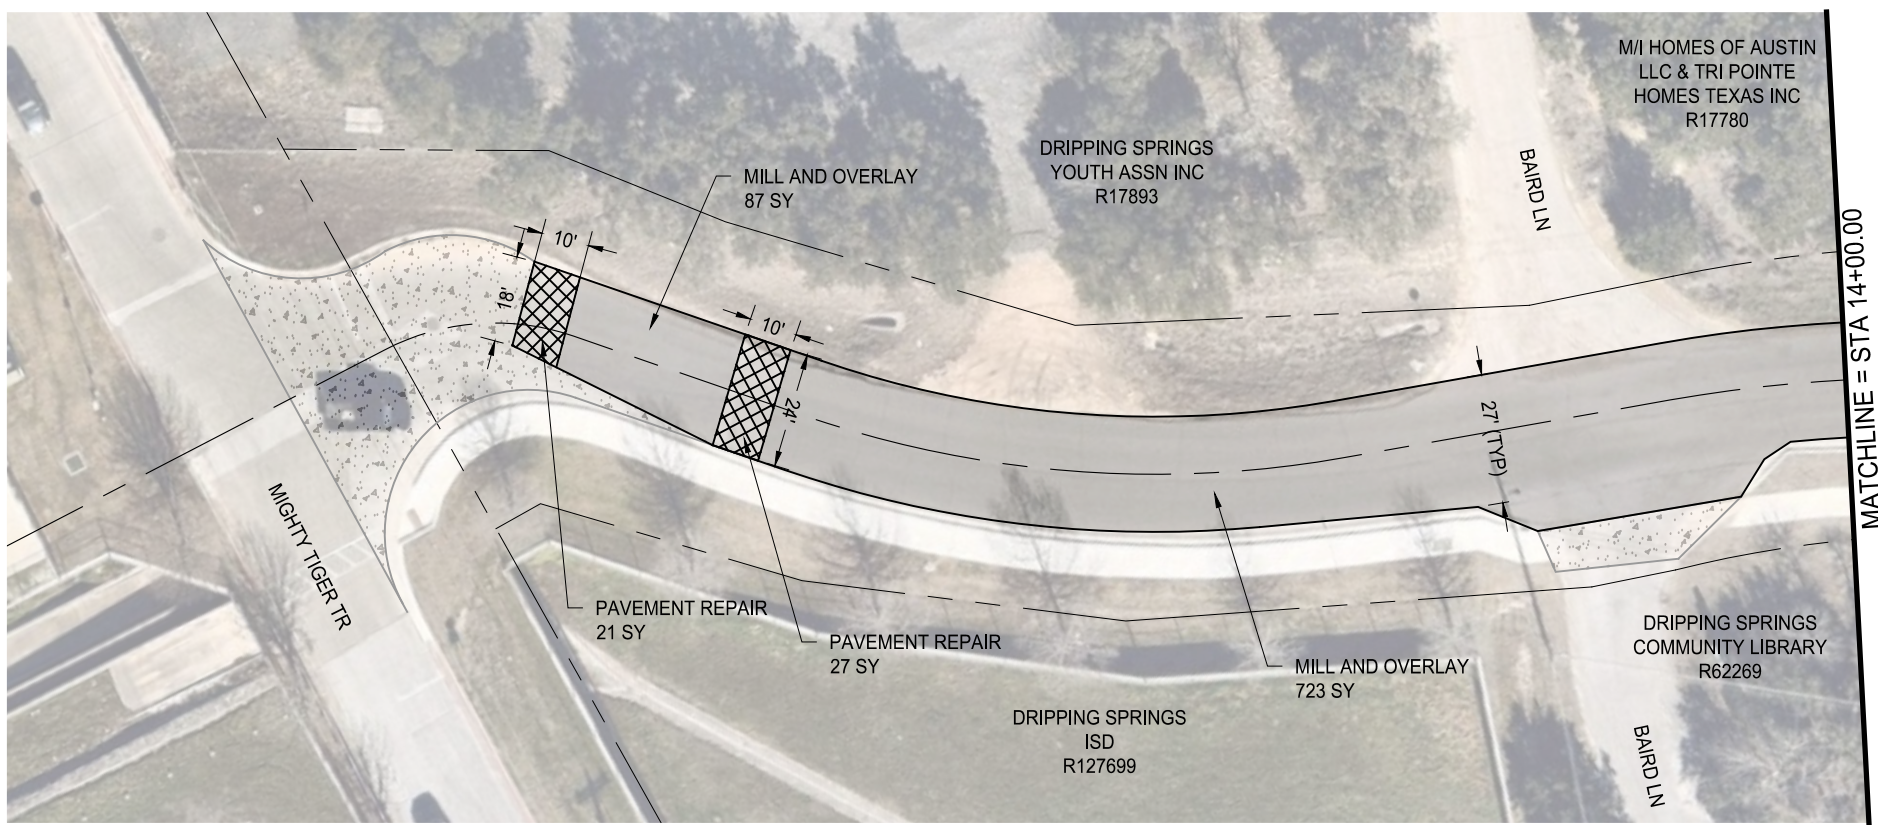 M/I HOMES OF AUSTIN
LLC & TRI POINTE
HOMES TEXAS INC
R17780
DRIPPING SPRINGS
YOUTH ASSN INC
R17893
BAIRD LN
MILL AND OVERLAY
87 SY
10'
18'
10'
24'
27' (TYP)
MATCHLINE = STA 14+00.00
MIGHTY TIGER TR
PAVEMENT REPAIR
21 SY
PAVEMENT REPAIR
27 SY
MILL AND OVERLAY
723 SY
DRIPPING SPRINGS
COMMUNITY LIBRARY
R62269
DRIPPING SPRINGS
ISD
R127699
BAIRD LN